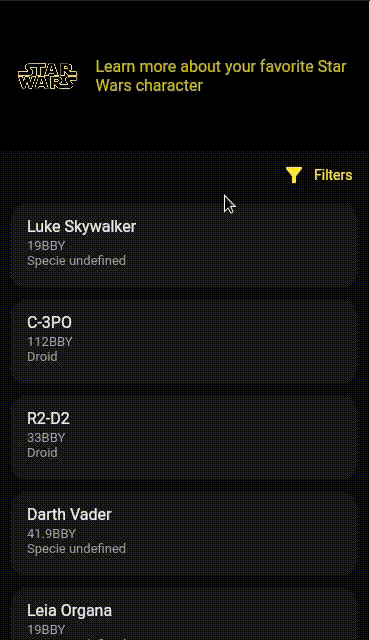 STAR
WARS
Learn more about your favorite Star
Wars character
Filters
Luke Skywalker
19BBY
Specie undefined
C-3PO
112BBY
Droid
R2-D2
33BBY
Droid
Darth Vader
41.9BBY
Specie undefined
Leia Organa
19BBY